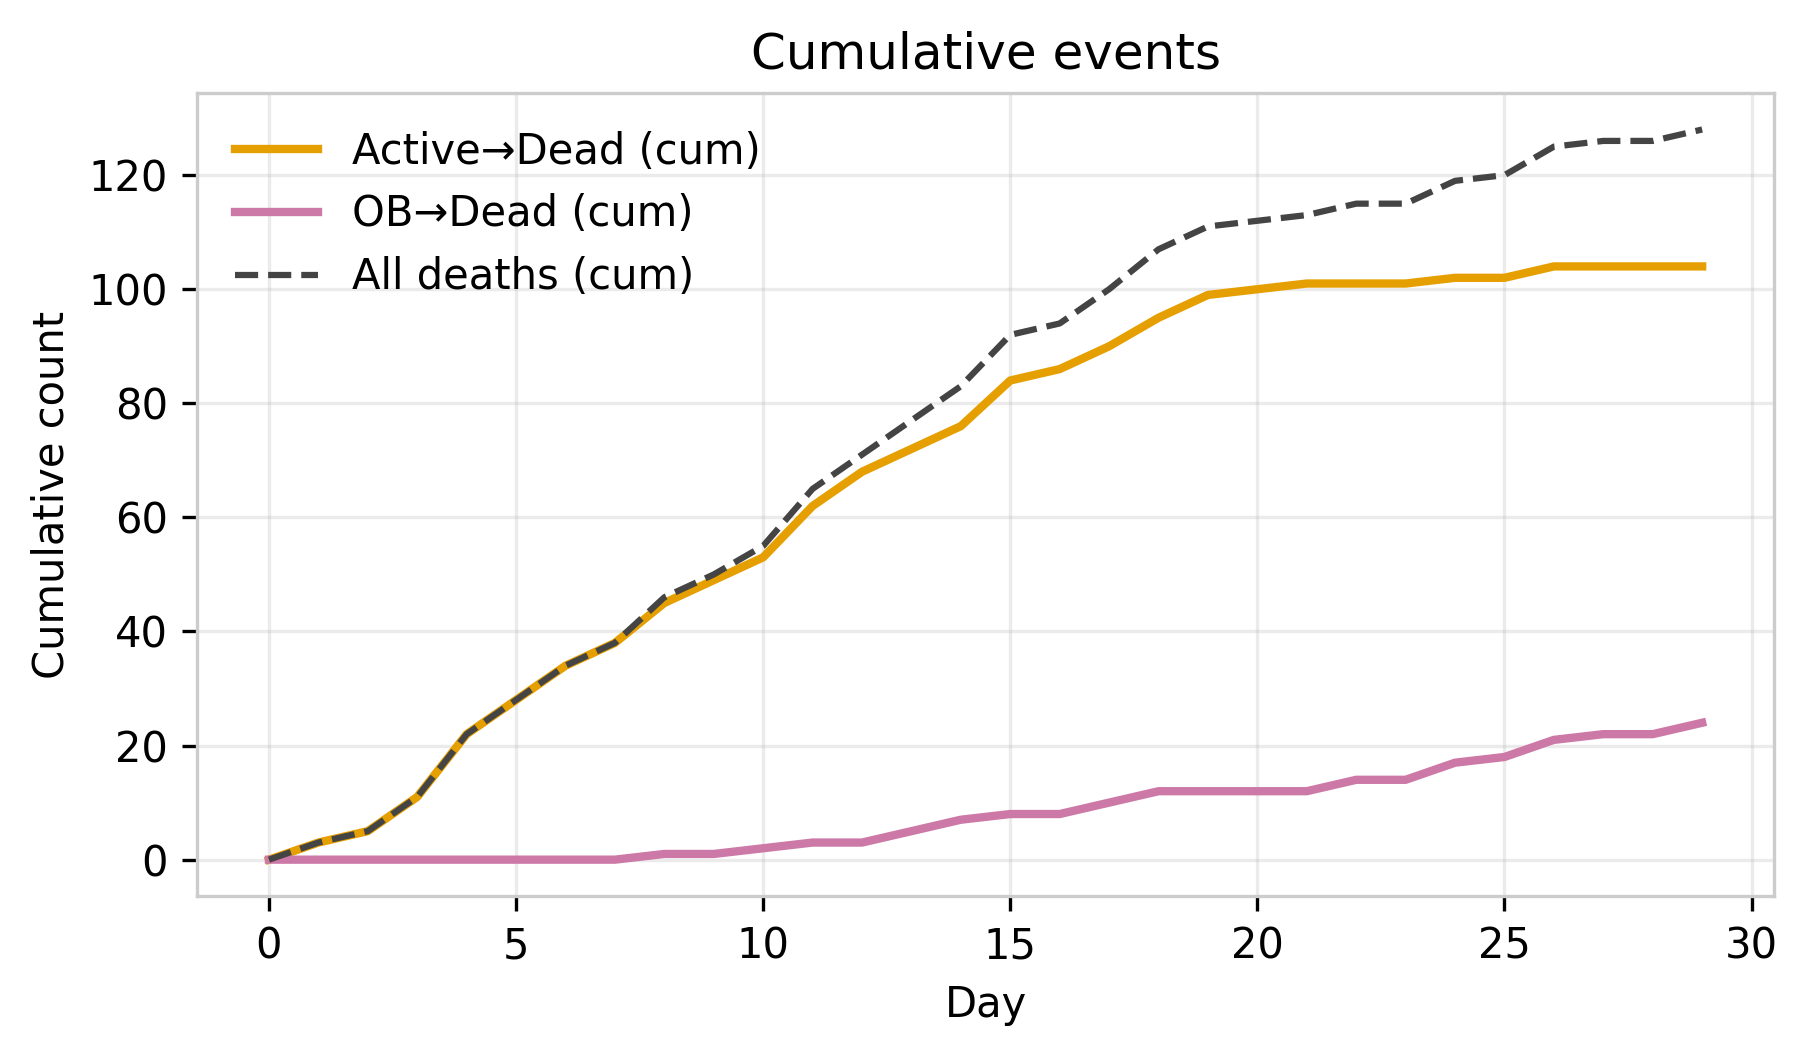 Cumulative events
Active→Dead (cum)
OB→Dead (cum)
All deaths (cum)
Cumulative count
120
100
80
60
40
20
0
0 5 10 15 20 25 30
Day